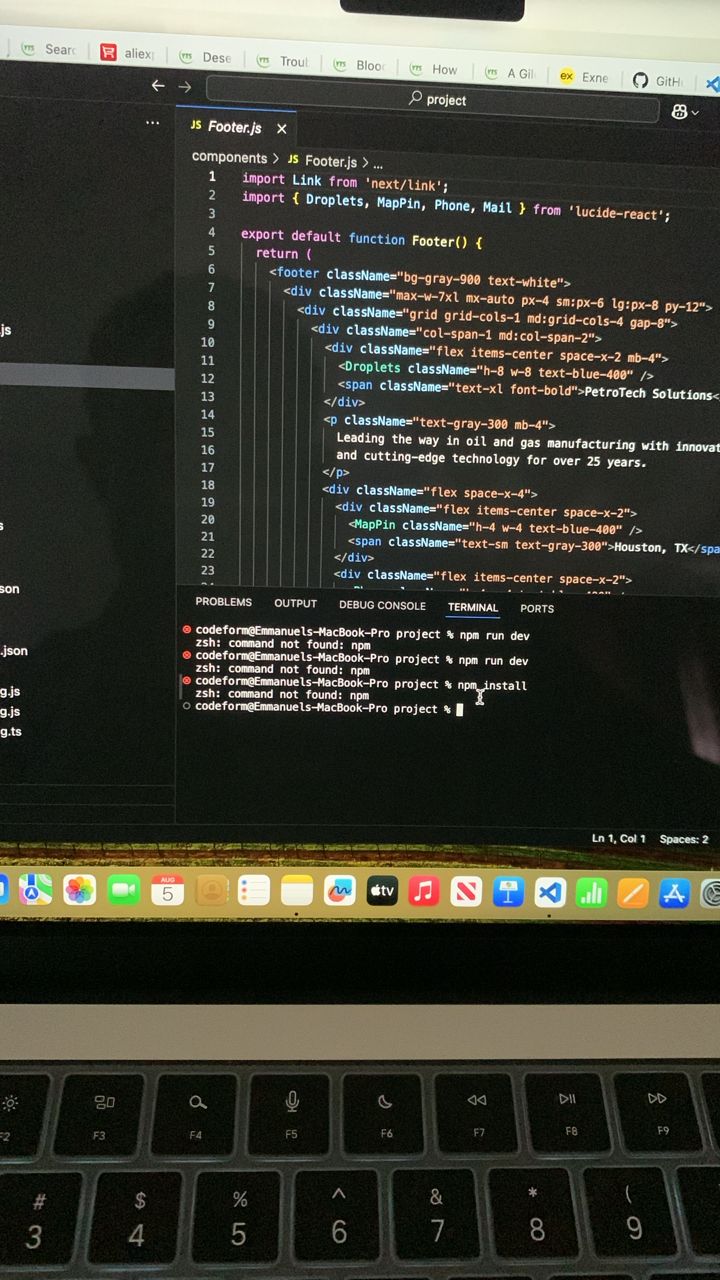 Sear
aliex
Dese
Trou
Bloo
How
A Gil
Exne
GitH
project
JS Footer.js
components > JS Footer.js > ...
1 import Link from 'next/link';
2 import { Droplets, MapPin, Phone, Mail } from 'lucide-react';
3
4 export default function Footer() {
5 return (
6 <footer className="bg-gray-900 text-white">
7 <div className="max-w-7xl mx-auto px-4 sm:px-6 lg:px-8 py-12">
8 <div className="grid grid-cols-1 md:grid-cols-4 gap-8">
9 <div className="col-span-1 md:col-span-2">
10 <div className="flex items-center space-x-2 mb-4">
11 <Droplets className="h-8 w-8 text-blue-400" />
12 <span className="text-xl font-bold">PetroTech Solutions<
13 </div>
14 <p className="text-gray-300 mb-4">
15 Leading the way in oil and gas manufacturing with innovat
16 and cutting-edge technology for over 25 years.
17 </p>
18 <div className="flex space-x-4">
19 <div className="flex items-center space-x-2">
20 <MapPin className="h-4 w-4 text-blue-400" />
21 <span className="text-sm text-gray-300">Houston, TX</spa
22 </div>
23 <div className="flex items-center space-x-2">
.js
s
son
.json
g.js
g.js
g.ts
PROBLEMS OUTPUT DEBUG CONSOLE TERMINAL PORTS
codeform@Emmanuels-MacBook-Pro project % npm run dev
zsh: command not found: npm
codeform@Emmanuels-MacBook-Pro project % npm run dev
zsh: command not found: npm
codeform@Emmanuels-MacBook-Pro project % npm install
zsh: command not found: npm
codeform@Emmanuels-MacBook-Pro project %
Ln 1, Col 1 Spaces: 2
AUG
5
tv
F2 F3 F4 F5 F6 F7 F8 F9
# $ % ^ & * (
3 4 5 6 7 8 9